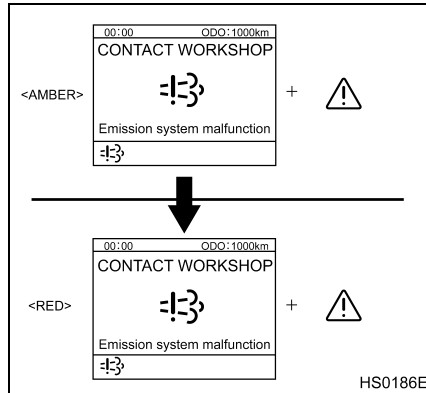 00:00 ODO:1000km
CONTACT WORKSHOP
<AMBER> +
Emission system malfunction
00:00 ODO:1000km
CONTACT WORKSHOP
<RED> +
Emission system malfunction
HS0186E